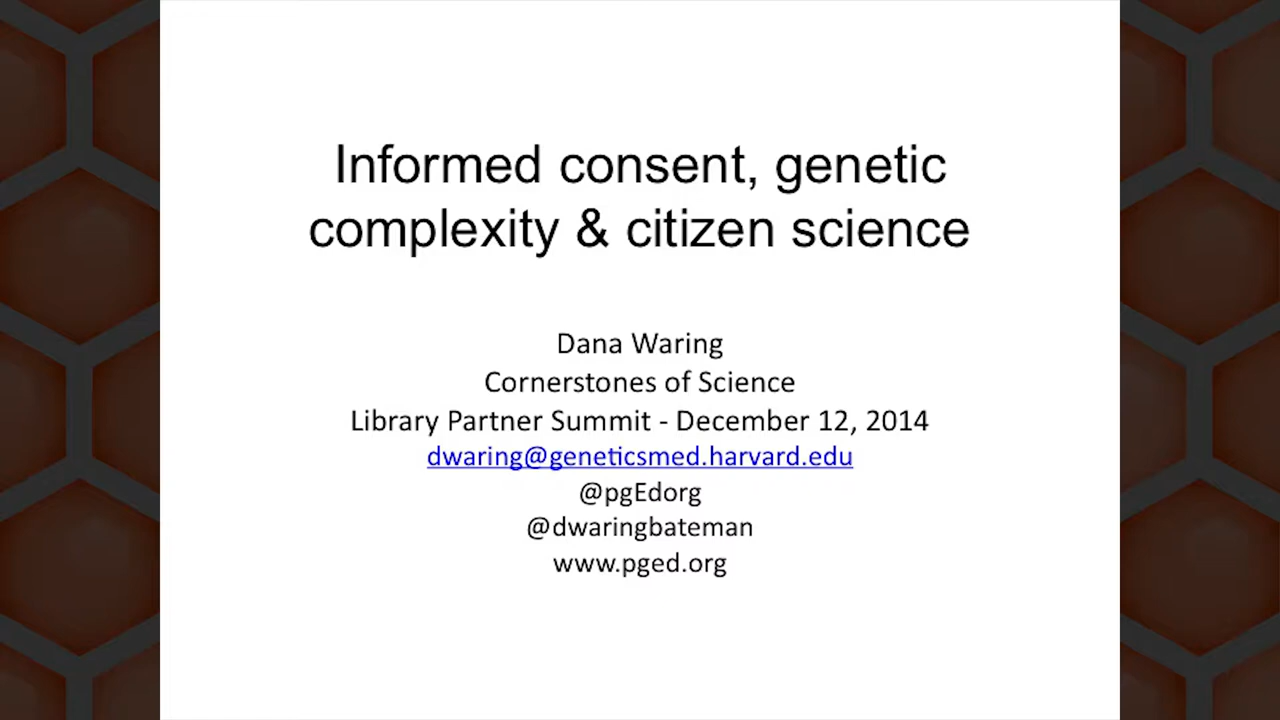 Informed consent, genetic
complexity & citizen science
Dana Waring
Cornerstones of Science
Library Partner Summit - December 12, 2014
dwaring@geneticsmed.harvard.edu
@pgEdorg
@dwaringbateman
www.pged.org